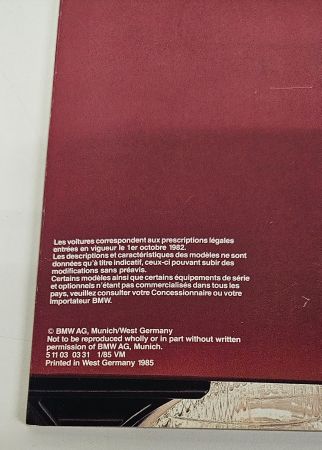 Les voitures correspondent aux prescriptions légales
entrées en vigueur le 1er octobre 1982.
Les descriptions et caractéristiques des modèles ne sont
données qu'à titre indicatif, ceux-ci pouvant subir des
modifications sans préavis.
Certains modèles ainsi que certains équipements de série
et optionnels n'étant pas commercialisés dans tous les
pays, veuillez consulter votre Concessionnaire ou votre
Importateur BMW.
© BMW AG, Munich/West Germany
Not to be reproduced wholly or in part without written
permission of BMW AG, Munich.
5 11 03 03 31 1/85 VM
Printed in West Germany 1985